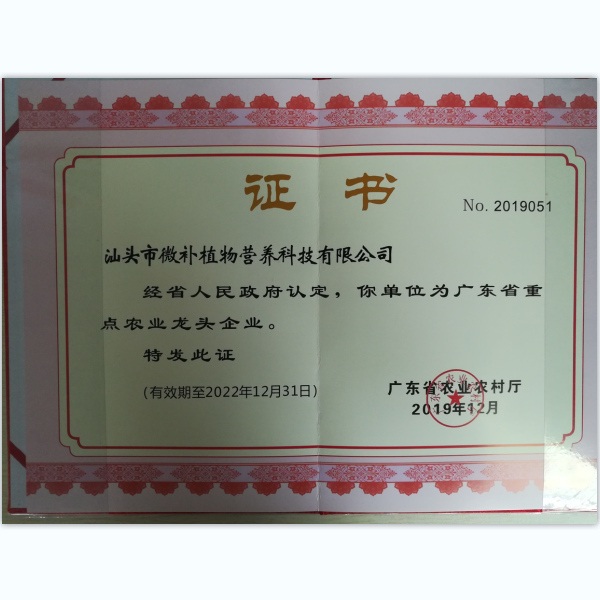 证书
No. 2019051
汕头市微补植物营养科技有限公司
经省人民政府认定，你单位为广东省重
点农业龙头企业。
特发此证
(有效期至2022年12月31日)
广东省农业农村厅
2019年12月